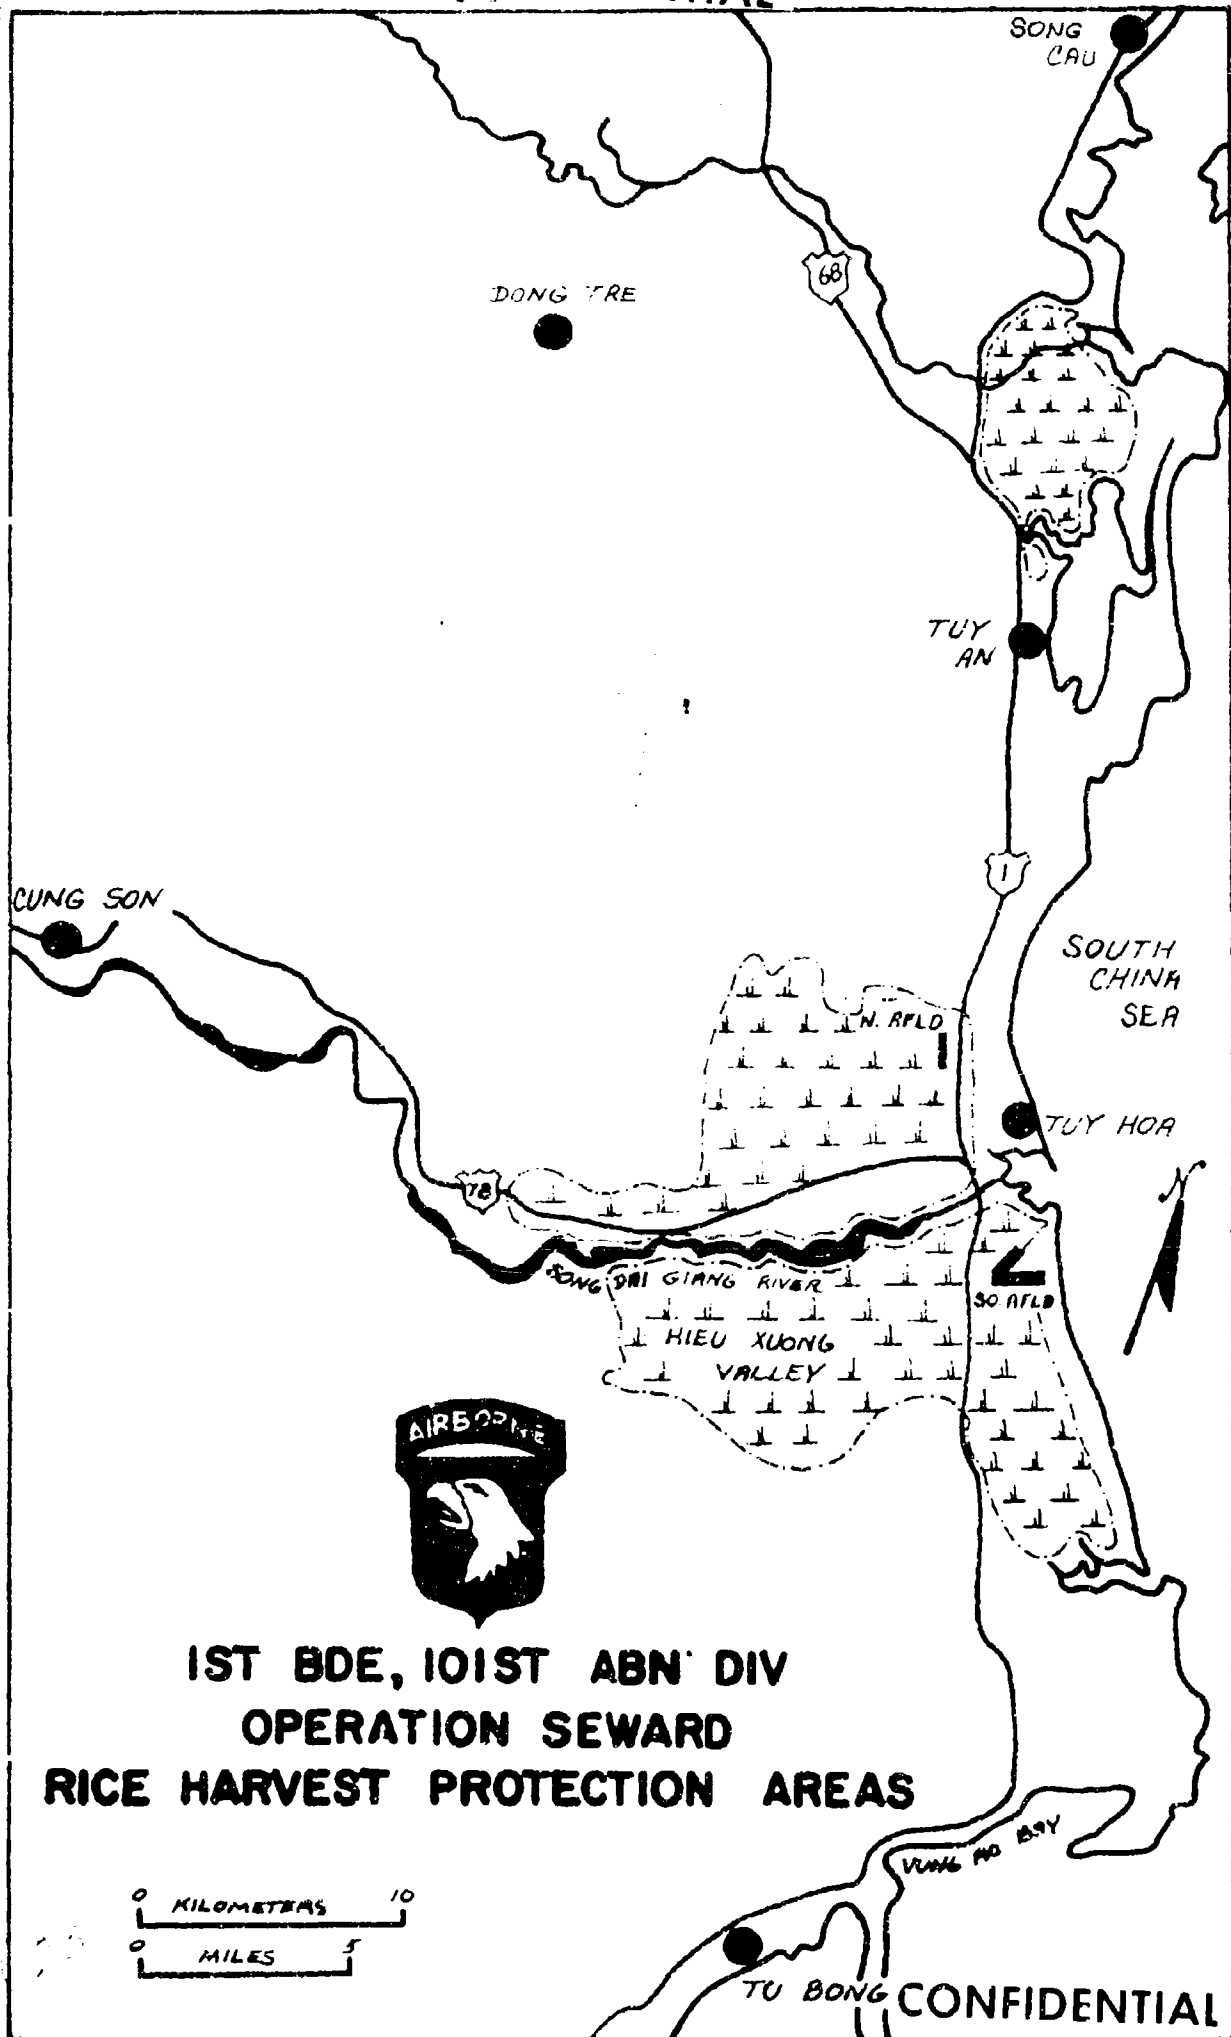 SONG
CAU
68
DONG TRE
TUY
AN
1
CUNG SON
SOUTH
CHINA
SEA
N. AFLD
TUY HOA
N
78
SONG DAI GIANG RIVER
SO. AFLD
HIEU XUONG
VALLEY
AIRBORNE
1ST BDE, 101ST ABN DIV
OPERATION SEWARD
RICE HARVEST PROTECTION AREAS
VUNG RO BAY
0 KILOMETERS 10
0 MILES 5
TU BONG
CONFIDENTIAL